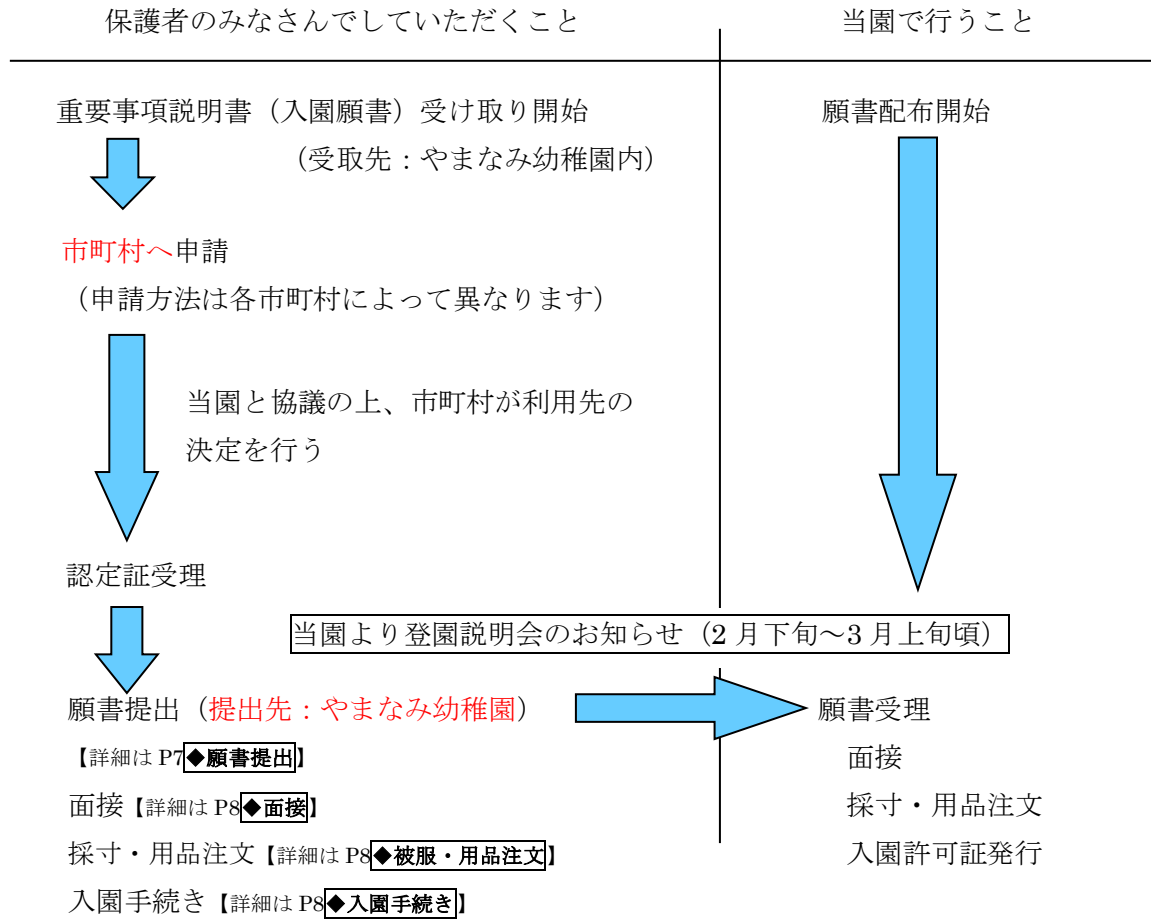 保護者のみなさんでしていただくこと
当園で行うこと
重要事項説明書（入園願書）受け取り開始
（受取先：やまなみ幼稚園内）
願書配布開始
市町村へ申請
（申請方法は各市町村によって異なります）
当園と協議の上、市町村が利用先の
決定を行う
認定証受理
当園より登園説明会のお知らせ（2 月下旬～3 月上旬頃）
願書提出（提出先：やまなみ幼稚園）
【詳細は P7◆願書提出】
面接【詳細は P8◆面接】
採寸・用品注文【詳細は P8◆被服・用品注文】
入園手続き【詳細は P8◆入園手続き】
願書受理
面接
採寸・用品注文
入園許可証発行